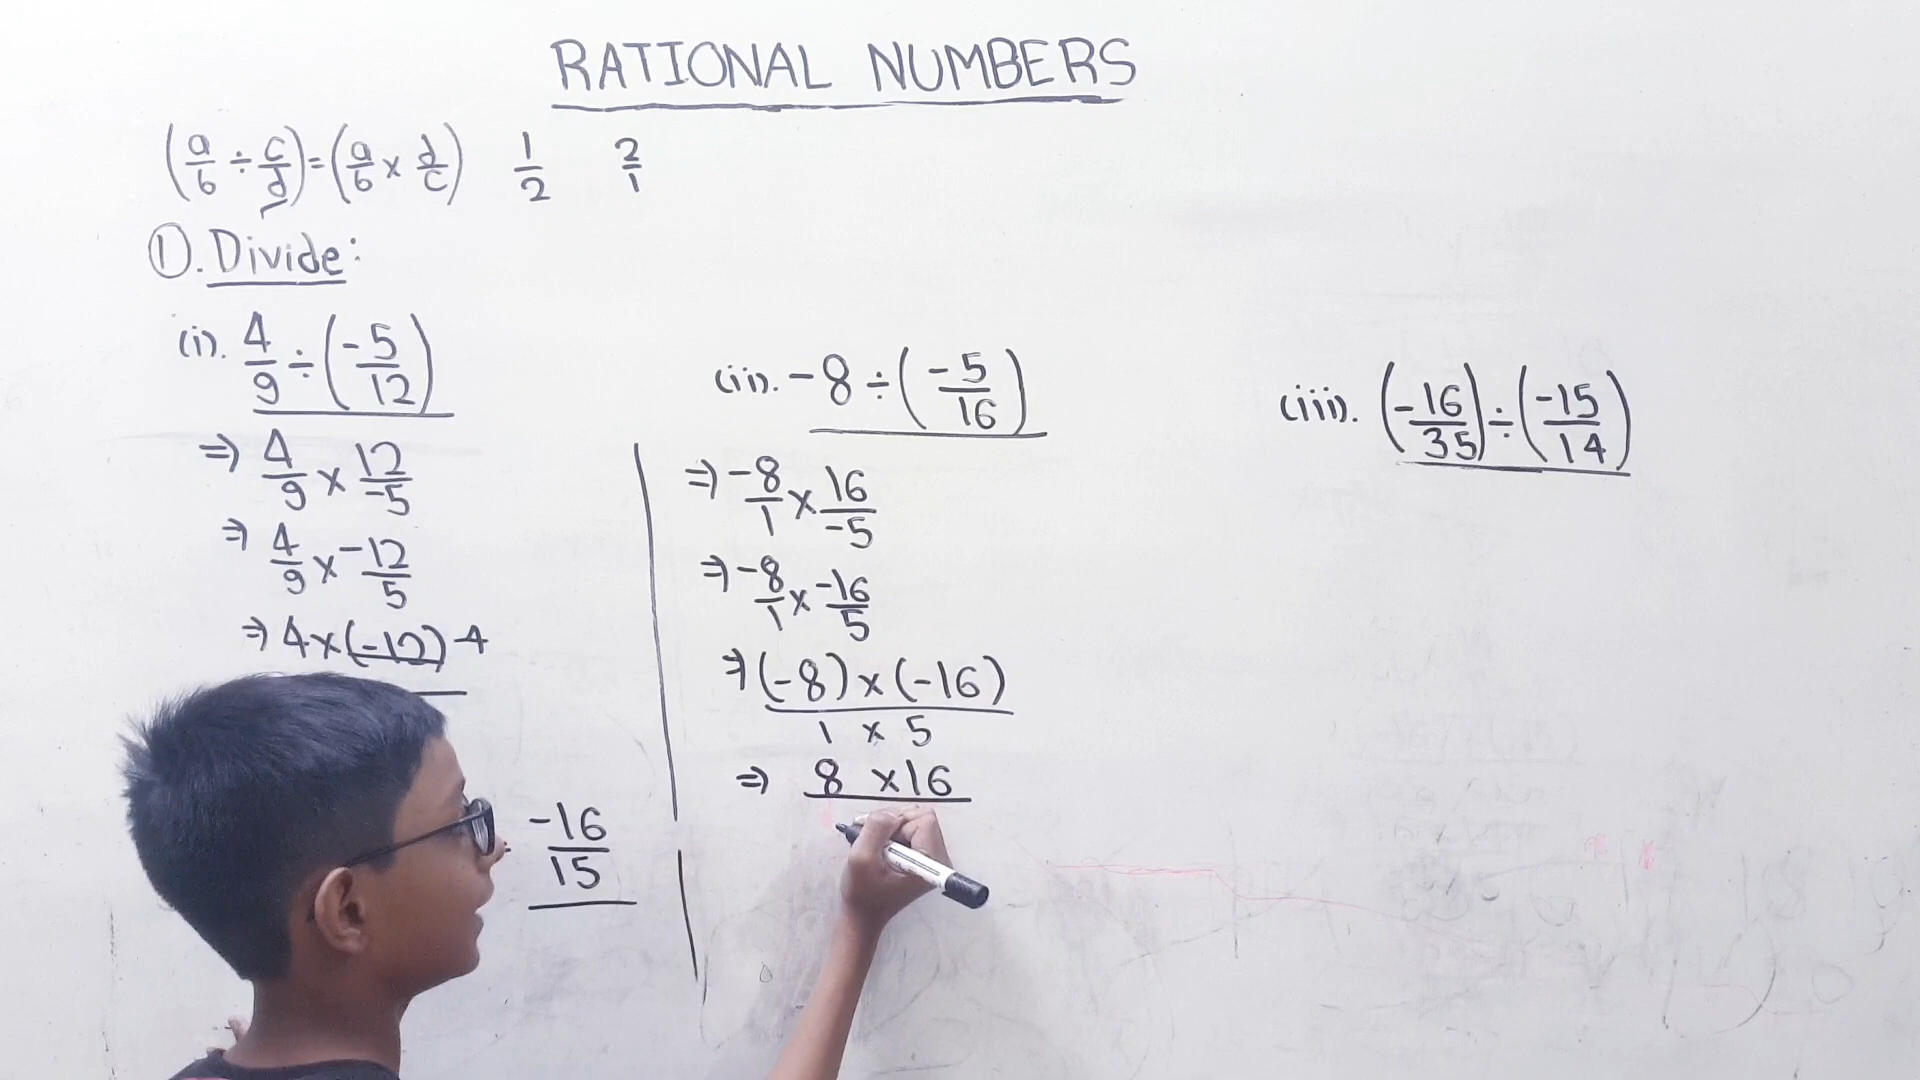 RATIONAL NUMBERS
(a/b ÷ c/d) = (a/b × d/c) 1/2 2/1
①. Divide:
(i). 4/9 ÷ (-5/12)
⇒ 4/9 × 12/-5
⇒ 4/9 × -12/5
⇒ 4×(-12) -4
-16/15
(ii). -8 ÷ (-5/16)
⇒ -8/1 × 16/-5
⇒ -8/1 × -16/5
⇒ (-8) × (-16)
1 × 5
⇒ 8 × 16
(iii). (-16/35) ÷ (-15/14)